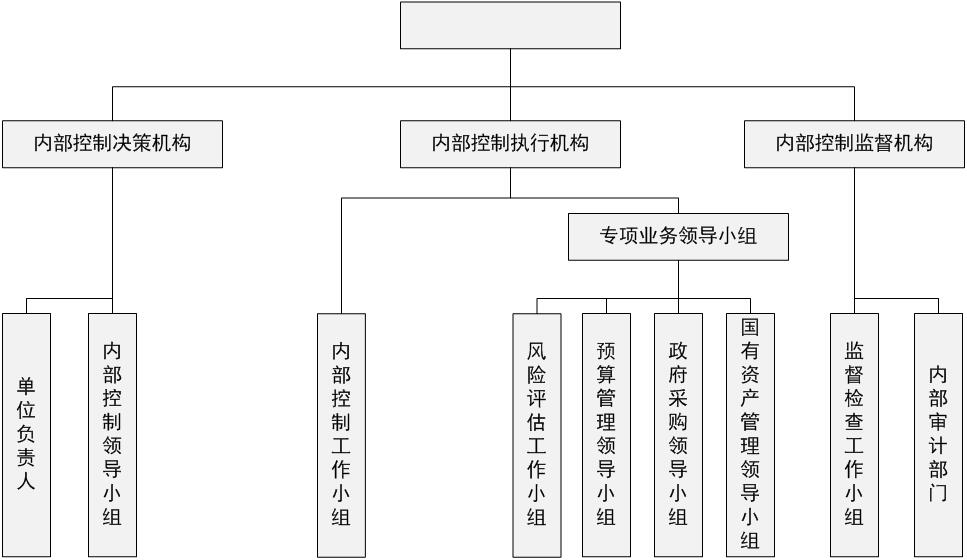 内部控制决策机构
内部控制执行机构
内部控制监督机构
专项业务领导小组
单位负责人
内部控制领导小组
内部控制工作小组
风险评估工作小组
预算管理领导小组
政府采购领导小组
国有资产管理领导小组
监督检查工作小组
内部审计部门